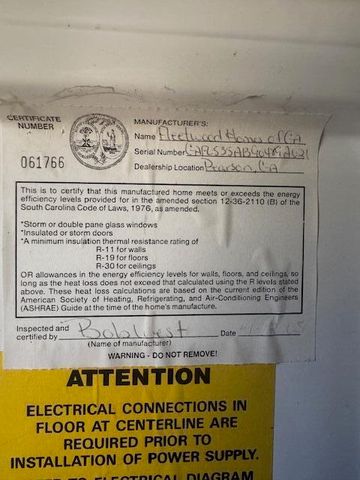 CERTIFICATE
NUMBER
061766
MANUFACTURER'S:
Name Fleetwood Homes of GA
Serial Number
Dealership Location Pearson, GA
This is to certify that this manufactured home meets or exceeds the energy
efficiency levels provided for in the amended section 12-36-2110 (B) of the
South Carolina Code of Laws, 1976, as amended.
*Storm or double pane glass windows
*Insulated or storm doors
*A minimum insulation thermal resistance rating of
R-11 for walls
R-19 for floors
R-30 for ceilings
OR allowances in the energy efficiency levels for walls, floors, and ceilings, so
long as the heat loss does not exceed that calculated using the R levels stated
above. These heat loss calculations are based on the current edition of the
American Society of Heating, Refrigerating, and Air-Conditioning Engineers
(ASHRAE) Guide at the time of the home's manufacture.
Inspected and
certified by Bob West Date
(Name of manufacturer)
WARNING - DO NOT REMOVE!
ATTENTION
ELECTRICAL CONNECTIONS IN
FLOOR AT CENTERLINE ARE
REQUIRED PRIOR TO
INSTALLATION OF POWER SUPPLY.
TO ELECTRICAL DIAGRAM